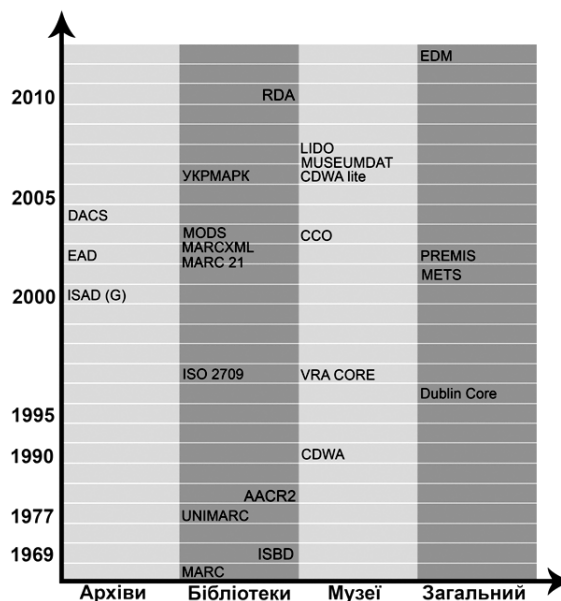 EDM
2010
RDA
LIDO
MUSEUMDAT
УКРМАРК
CDWA lite
2005
DACS
MODS
CCO
MARCXML
EAD
PREMIS
MARC 21
METS
2000
ISAD (G)
ISO 2709
VRA CORE
Dublin Core
1995
1990
CDWA
AACR2
1977
UNIMARC
1969
ISBD
MARC
Архіви
Бібліотеки
Музеї
Загальний